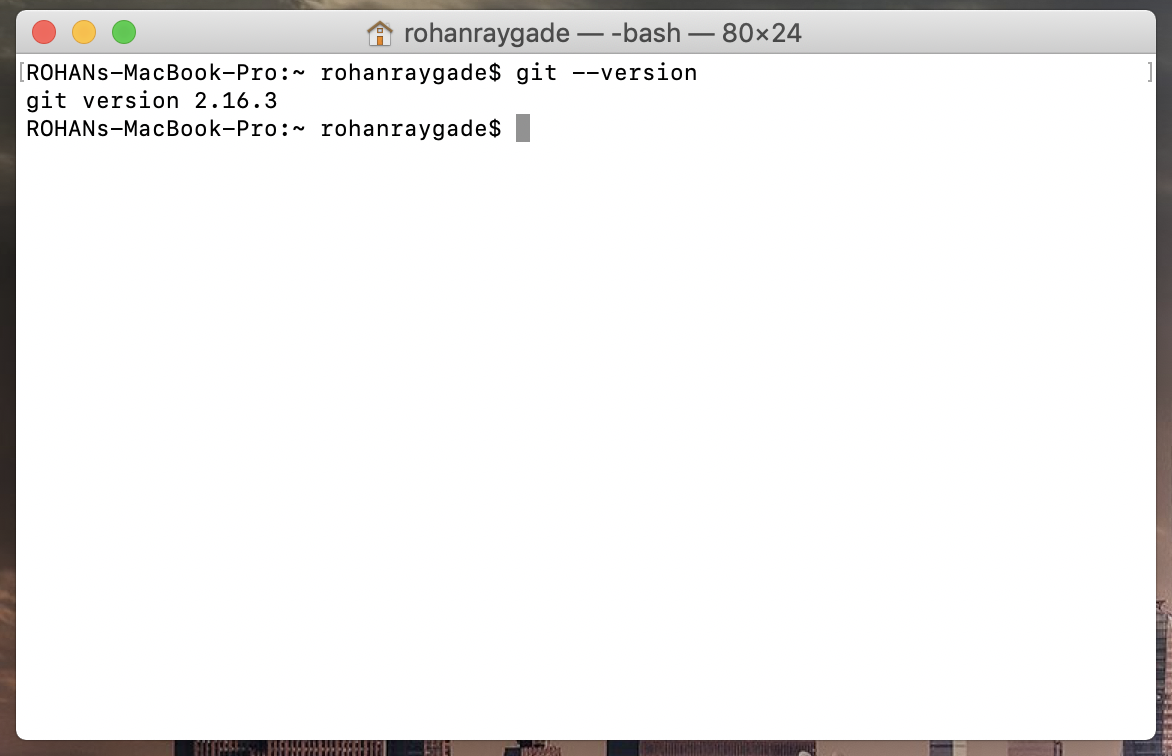 rohanraygade — -bash — 80×24
[ROHANs-MacBook-Pro:~ rohanraygade$ git --version ]
git version 2.16.3
ROHANs-MacBook-Pro:~ rohanraygade$